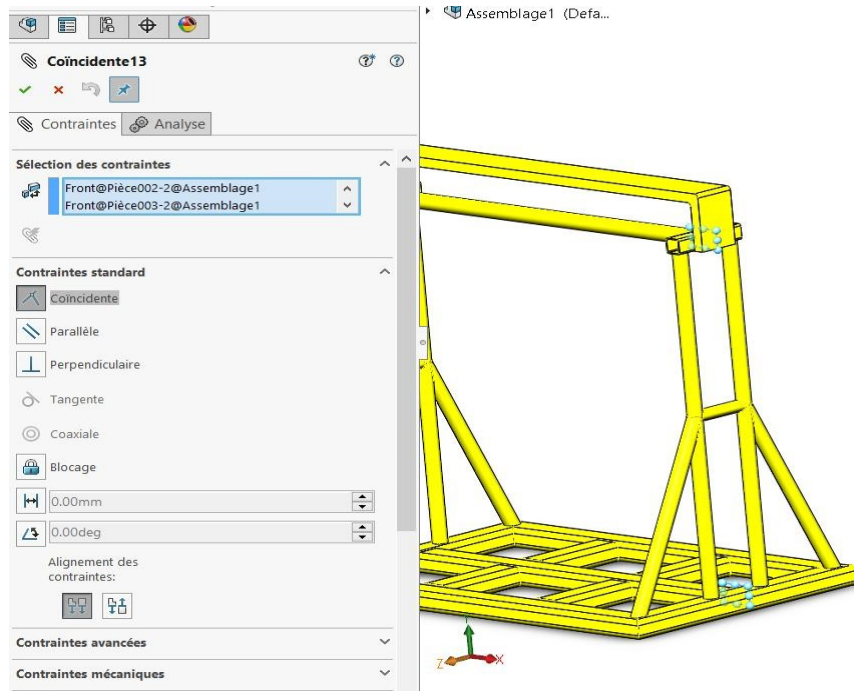 Assemblage1 (Defa...
Coïncidente13
Contraintes
Analyse
Sélection des contraintes
Front@Pièce002-2@Assemblage1
Front@Pièce003-2@Assemblage1
Contraintes standard
Coïncidente
Parallèle
Perpendiculaire
Tangente
Coaxiale
Blocage
0.00mm
0.00deg
Alignement des
contraintes:
Contraintes avancées
Contraintes mécaniques
Y
Z
X